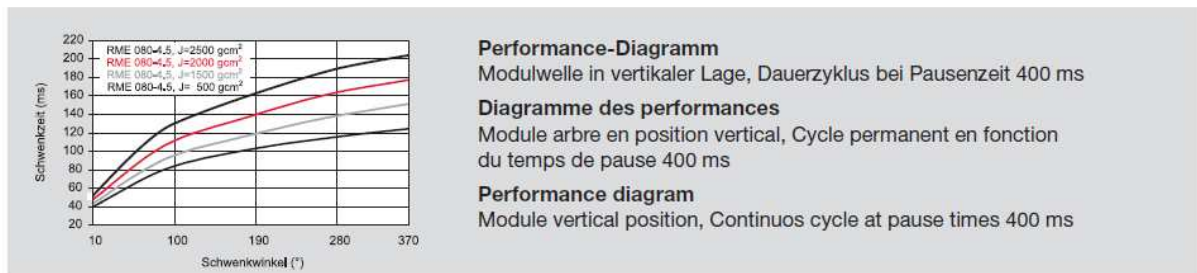 220
200
180
160
140
120
100
80
60
40
20
Schwenkzeit (ms)
RME 080-4.5, J=2500 gcm²
RME 080-4.5, J=2000 gcm²
RME 080-4.5, J=1500 gcm²
RME 080-4.5, J= 500 gcm²
10 100 190 280 370
Schwenkwinkel (°)
Performance-Diagramm
Modulwelle in vertikaler Lage, Dauerzyklus bei Pausenzeit 400 ms
Diagramme des performances
Module arbre en position vertical, Cycle permanent en fonction
du temps de pause 400 ms
Performance diagram
Module vertical position, Continuos cycle at pause times 400 ms